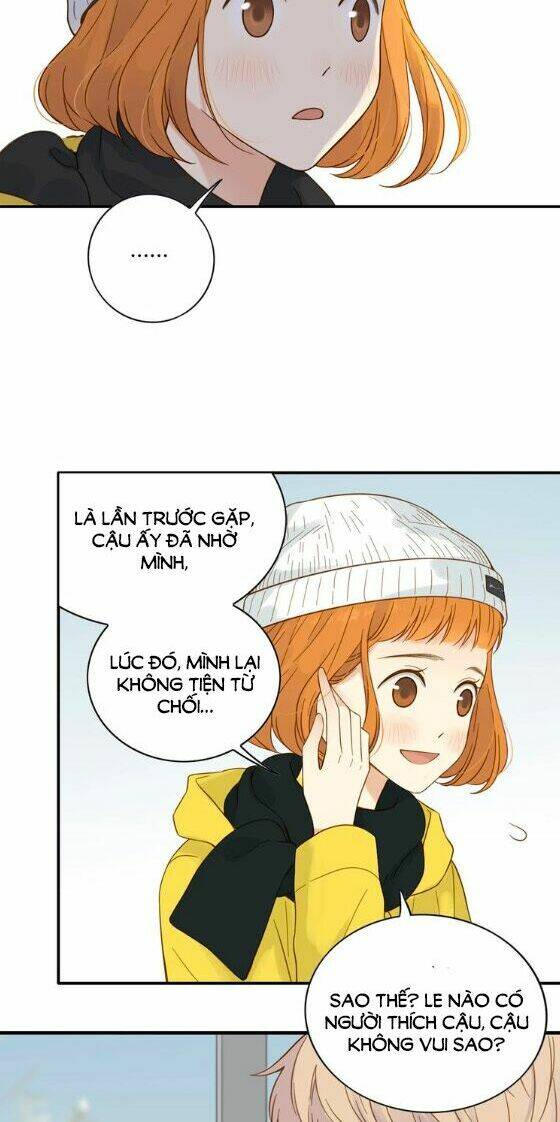 ......
LÀ LẦN TRƯỚC GẶP,
CẬU ẤY ĐÃ NHỜ
MÌNH,
LÚC ĐÓ, MÌNH LẠI
KHÔNG TIỆN TỪ
CHỐI...
SAO THẾ? LE NÀO CÓ
NGƯỜI THÍCH CẬU, CẬU
KHÔNG VUI SAO?